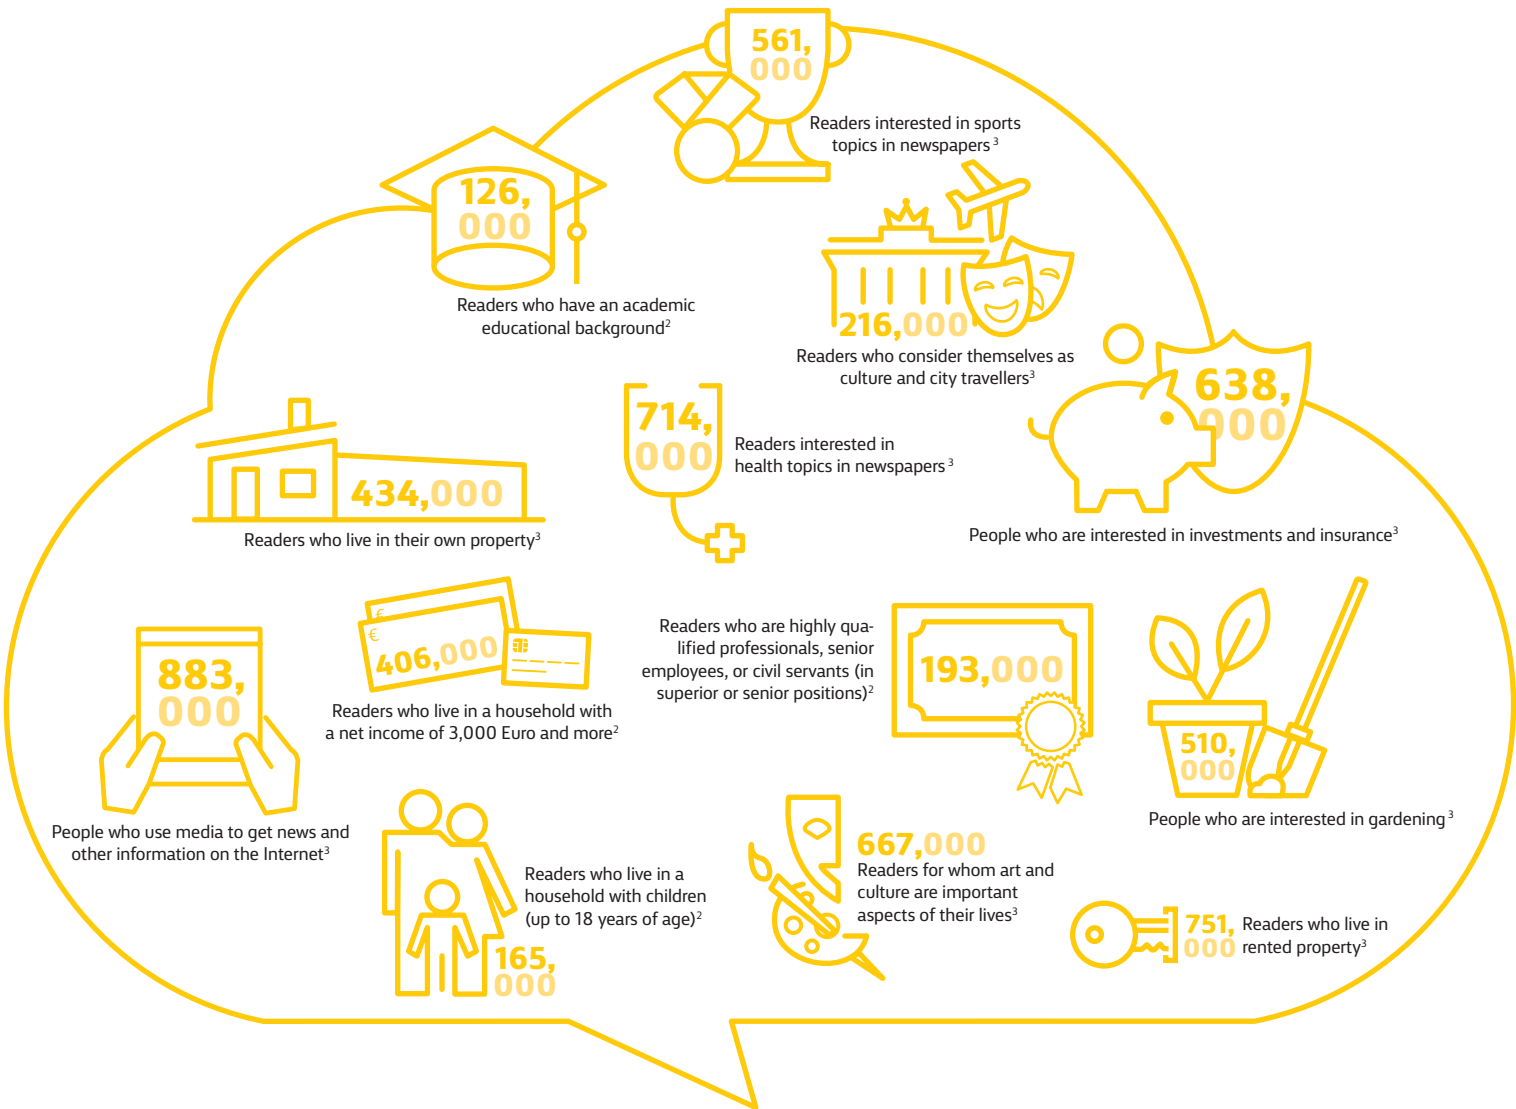 561,
000
Readers interested in sports
topics in newspapers 3
126,
000
Readers who have an academic
educational background2
216,000
Readers who consider themselves as
culture and city travellers3
638,
000
People who are interested in investments and insurance3
714,
000
Readers interested in
health topics in newspapers 3
434,000
Readers who live in their own property3
883,
000
People who use media to get news and
other information on the Internet3
€
€
406,000
Readers who live in a household with
a net income of 3,000 Euro and more2
Readers who are highly qua-
lified professionals, senior
employees, or civil servants (in
superior or senior positions)2
193,000
510,
000
People who are interested in gardening 3
Readers who live in a
household with children
(up to 18 years of age)2
165,
000
667,000
Readers for whom art and
culture are important
aspects of their lives3
751,
000
Readers who live in
rented property3